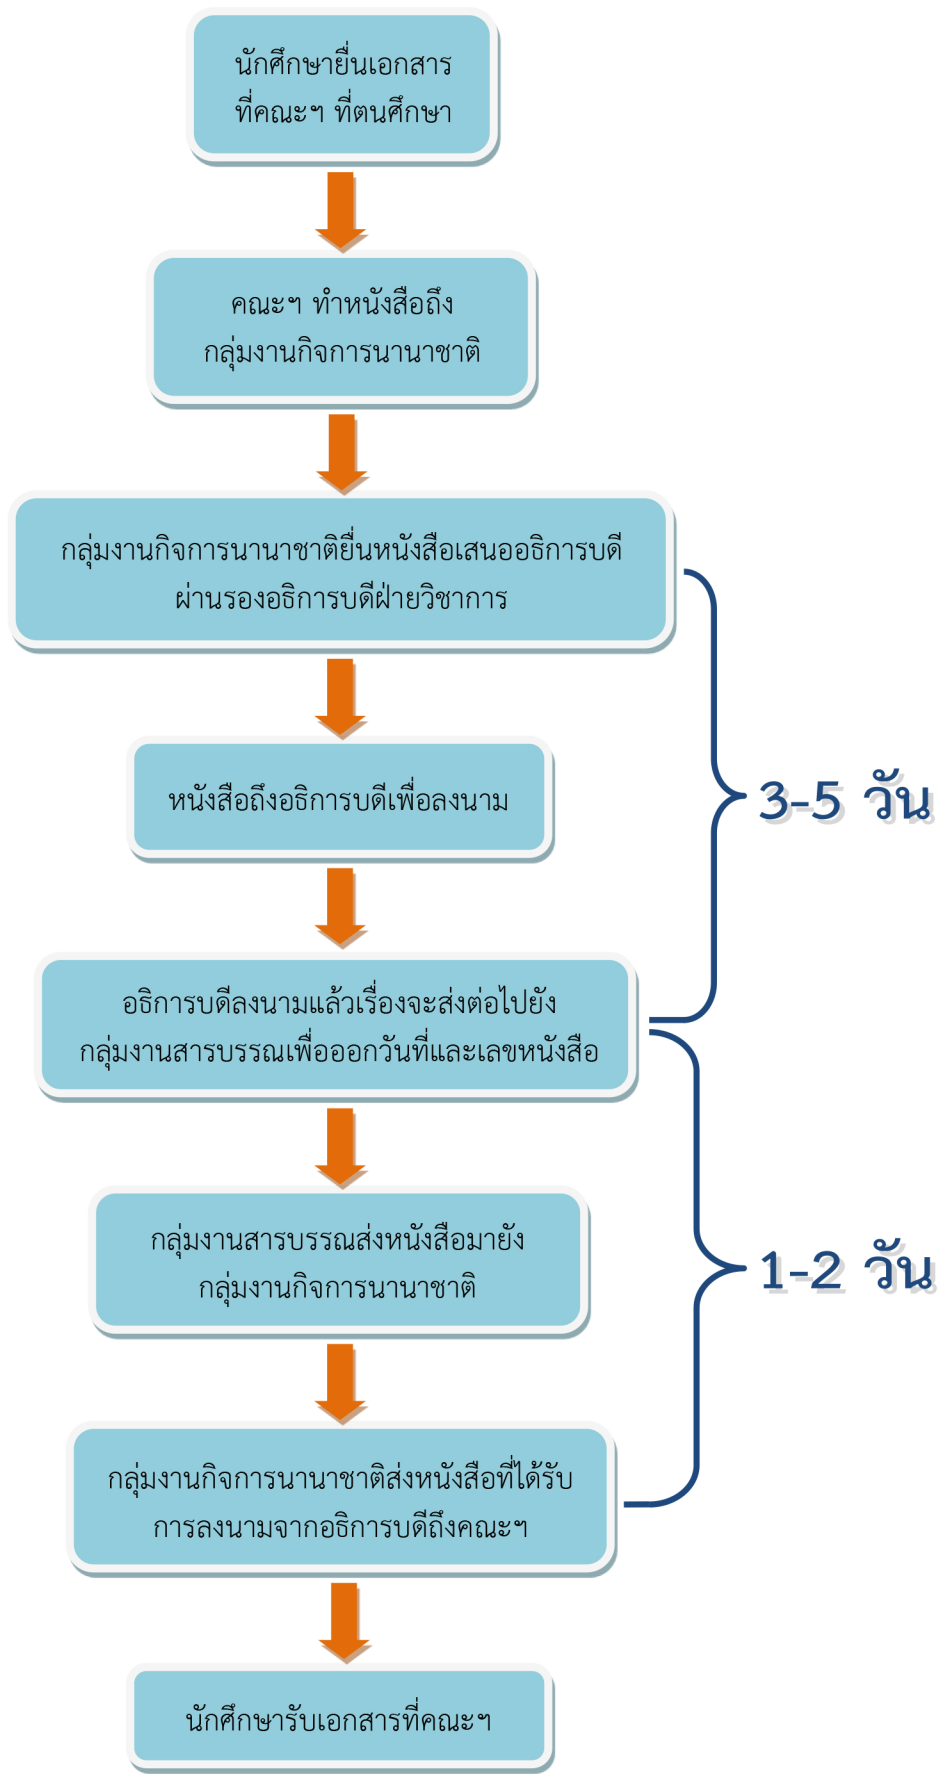 นักศึกษายื่นเอกสาร
ที่คณะฯ ที่ตนศึกษา
คณะฯ ทำหนังสือถึง
กลุ่มงานกิจการนานาชาติ
กลุ่มงานกิจการนานาชาติยื่นหนังสือเสนออธิการบดี
ผ่านรองอธิการบดีฝ่ายวิชาการ
หนังสือถึงอธิการบดีเพื่อลงนาม
3-5 วัน
อธิการบดีลงนามแล้วเรื่องจะส่งต่อไปยัง
กลุ่มงานสารบรรณเพื่อออกวันที่และเลขหนังสือ
กลุ่มงานสารบรรณส่งหนังสือมายัง
กลุ่มงานกิจการนานาชาติ
1-2 วัน
กลุ่มงานกิจการนานาชาติส่งหนังสือที่ได้รับ
การลงนามจากอธิการบดีถึงคณะฯ
นักศึกษารับเอกสารที่คณะฯ